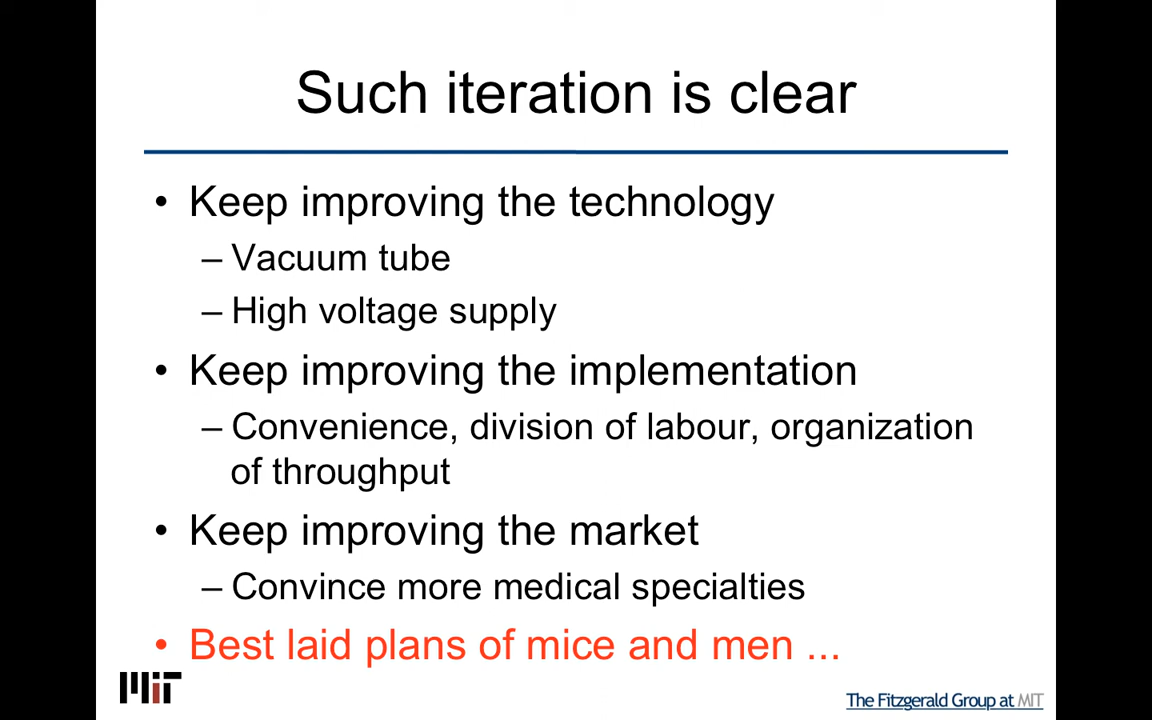 Such iteration is clear
• Keep improving the technology
– Vacuum tube
– High voltage supply
• Keep improving the implementation
– Convenience, division of labour, organization
of throughput
• Keep improving the market
– Convince more medical specialties
• Best laid plans of mice and men ...
MIT
The Fitzgerald Group at MIT